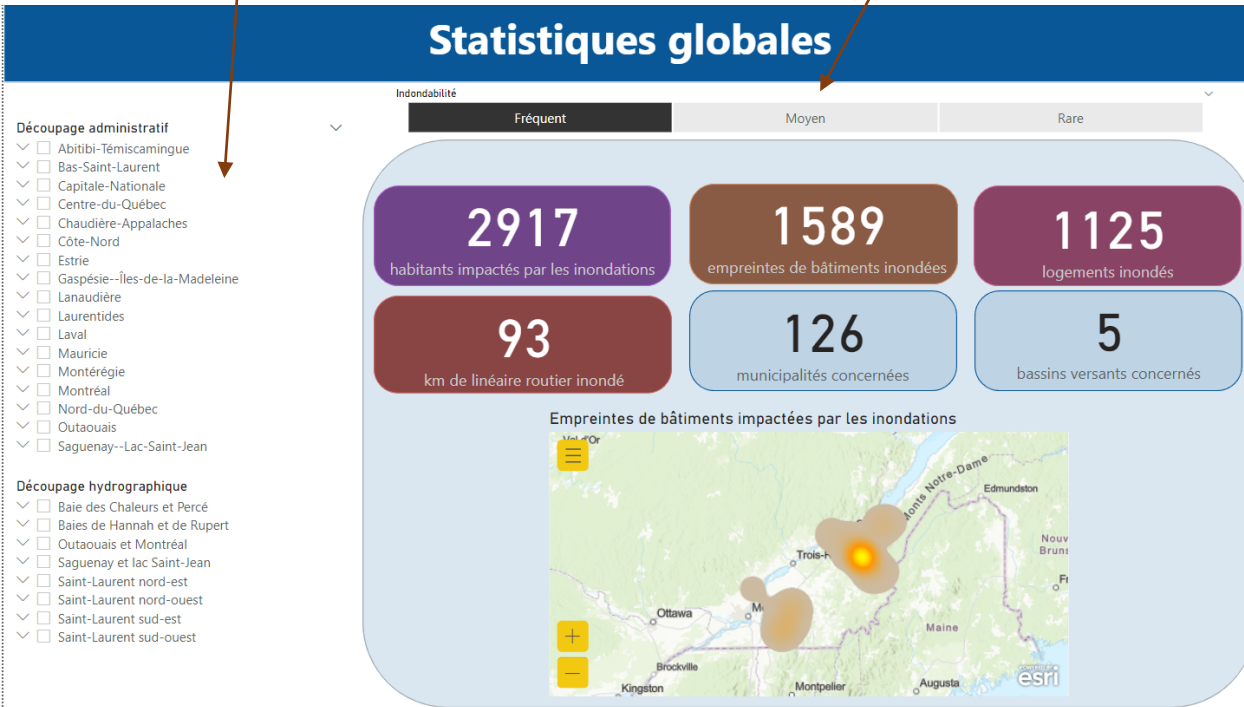 Statistiques globales
Indondabilité
Fréquent
Moyen
Rare
Découpage administratif
Abitibi-Témiscamingue
Bas-Saint-Laurent
Capitale-Nationale
Centre-du-Québec
Chaudière-Appalaches
Côte-Nord
Estrie
Gaspésie--Îles-de-la-Madeleine
Lanaudière
Laurentides
Laval
Mauricie
Montérégie
Montréal
Nord-du-Québec
Outaouais
Saguenay--Lac-Saint-Jean
Découpage hydrographique
Baie des Chaleurs et Percé
Baies de Hannah et de Rupert
Outaouais et Montréal
Saguenay et lac Saint-Jean
Saint-Laurent nord-est
Saint-Laurent nord-ouest
Saint-Laurent sud-est
Saint-Laurent sud-ouest
2917
habitants impactés par les inondations
1589
empreintes de bâtiments inondées
1125
logements inondés
93
km de linéaire routier inondé
126
municipalités concernées
5
bassins versants concernés
Empreintes de bâtiments impactées par les inondations
Monts Notre-Dame
Edmundston
Nouv
Bruns
Trois-
Fr
Ottawa
M
Maine
Brockville
Kingston
Montpelier
Augusta
POWERED BY
esri